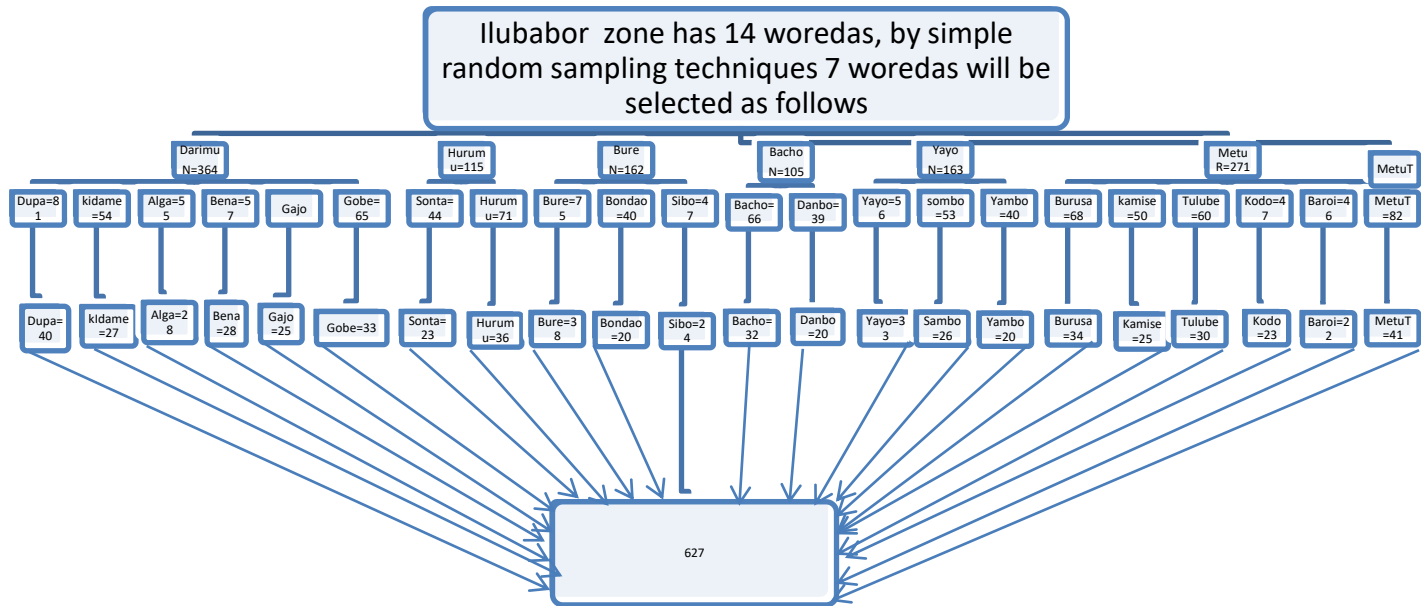 Ilubabor zone has 14 woredas, by simple
random sampling techniques 7 woredas will be
selected as follows
Darimu
N=364
Hurum
u=115
Bure
N=162
Bacho
N=105
Yayo
N=163
Metu
R=271
MetuT
Dupa=8
1
kidame
=54
Alga=5
5
Bena=5
7
Gajo
Gobe=
65
Sonta=
44
Hurum
u=71
Bure=7
5
Bondao
=40
Sibo=4
7
Bacho=
66
Danbo=
39
Yayo=5
6
sombo
=53
Yambo
=40
Burusa
=68
kamise
=50
Tulube
=60
Kodo=4
7
Baroi=4
6
MetuT
=82
Dupa=
40
kIdame
=27
Alga=2
8
Bena
=28
Gajo
=25
Gobe=33
Sonta=
23
Hurum
u=36
Bure=3
8
Bondao
=20
Sibo=2
4
Bacho=
32
Danbo
=20
Yayo=3
3
Sambo
=26
Yambo
=20
Burusa
=34
Kamise
=25
Tulube
=30
Kodo
=23
Baroi=2
2
MetuT
=41
627